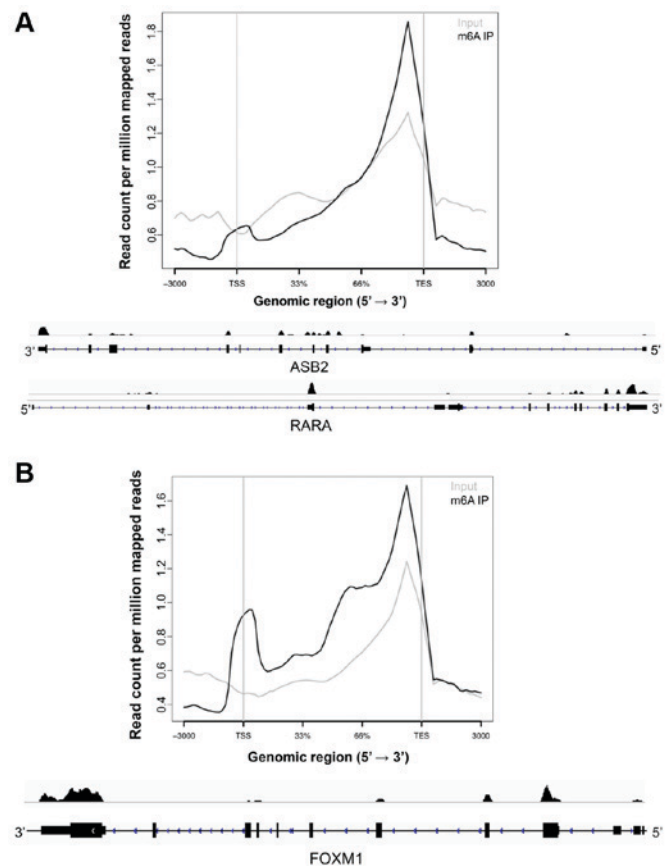 A
Input
m6A IP
Read count per million mapped reads
1.8
1.4
1.2
1.0
0.8
0.6
−3000
TSS
33%
66%
TES
3000
Genomic region (5' → 3')
3'
5'
ASB2
5'
3'
RARA
B
Input
m6A IP
Read count per million mapped reads
1.6
1.4
1.2
1.0
0.8
0.6
0.4
−3000
TSS
33%
66%
TES
3000
Genomic region (5' → 3')
3'
5'
FOXM1